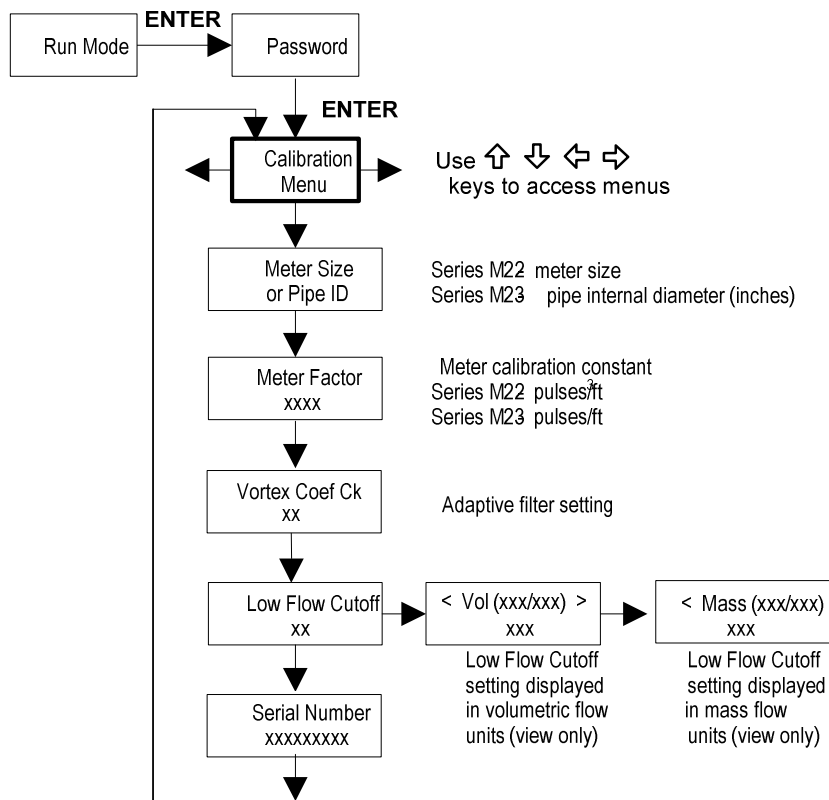 ENTER
Run Mode
Password
ENTER
Calibration
Menu
Use ⇧ ⇩ ⇦ ⇨
keys to access menus
Meter Size
or Pipe ID
Series M22- meter size
Series M23- pipe internal diameter (inches)
Meter Factor
xxxx
Meter calibration constant
Series M22- pulses/ft³
Series M23- pulses/ft
Vortex Coef Ck
xx
Adaptive filter setting
Low Flow Cutoff
xx
< Vol (xxx/xxx) >
xxx
< Mass (xxx/xxx)
xxx
Low Flow Cutoff
setting displayed
in volumetric flow
units (view only)
Low Flow Cutoff
setting displayed
in mass flow
units (view only)
Serial Number
xxxxxxxxx